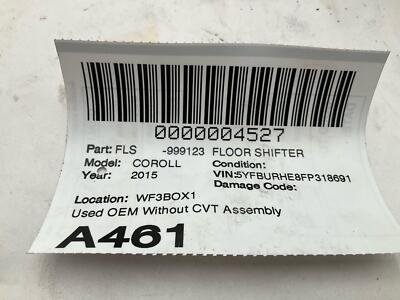 0000004527
Part: FLS -999123 FLOOR SHIFTER
Model: COROLL Condition:
Year: 2015 VIN:5YFBURHE8FP318691
Damage Code:
Location: WF3BOX1
Used OEM Without CVT Assembly
A461